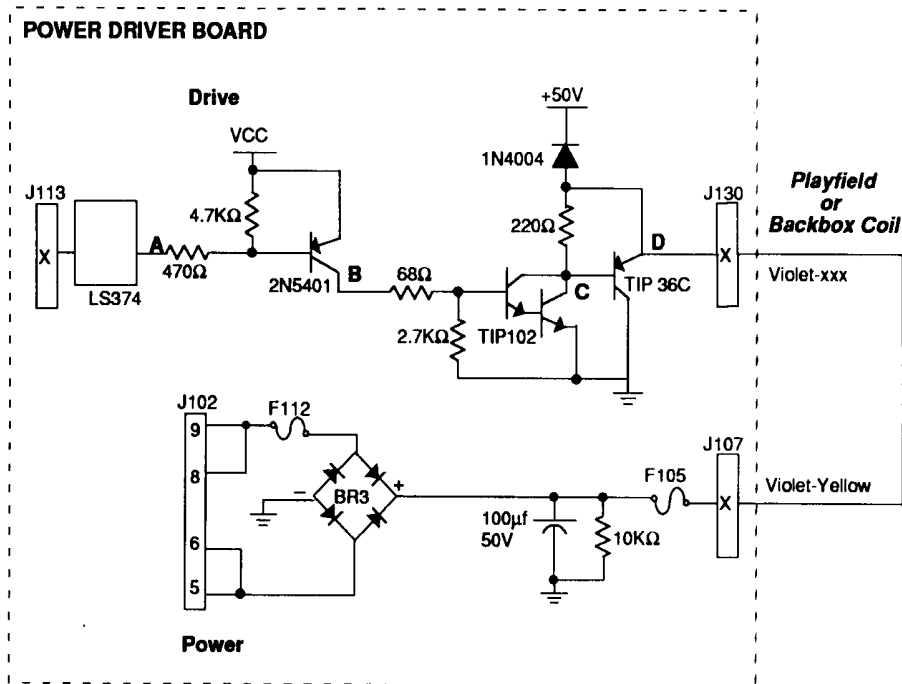 POWER DRIVER BOARD
Drive
+50V
VCC
1N4004
J113
4.7KΩ
220Ω
J130
Playfield
or
Backbox Coil
X
A
470Ω
LS374
2N5401
B
68Ω
2.7KΩ
TIP102
C
D
TIP 36C
X
Violet-xxx
J102
F112
9
8
6
5
–
BR3
+
100µf
50V
10KΩ
F105
J107
X
Violet-Yellow
Power